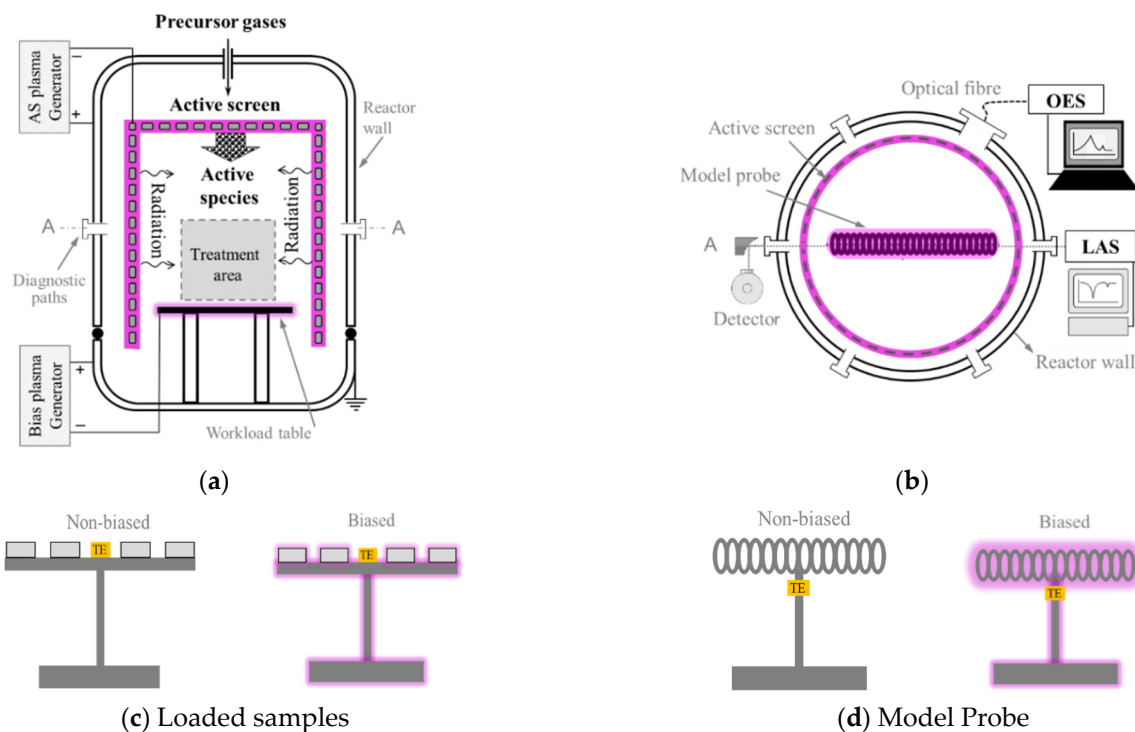 Precursor gases
AS plasma
Generator
−
+
Active screen
Reactor
wall
Active
species
Radiation
Radiation
A
A
Treatment
area
Diagnostic
paths
Bias plasma
Generator
+
−
Workload table
(a)
Optical fibre
OES
Active screen
Model probe
A
LAS
Detector
Reactor wall
(b)
Non-biased
TE
Biased
TE
(c) Loaded samples
Non-biased
TE
Biased
TE
(d) Model Probe